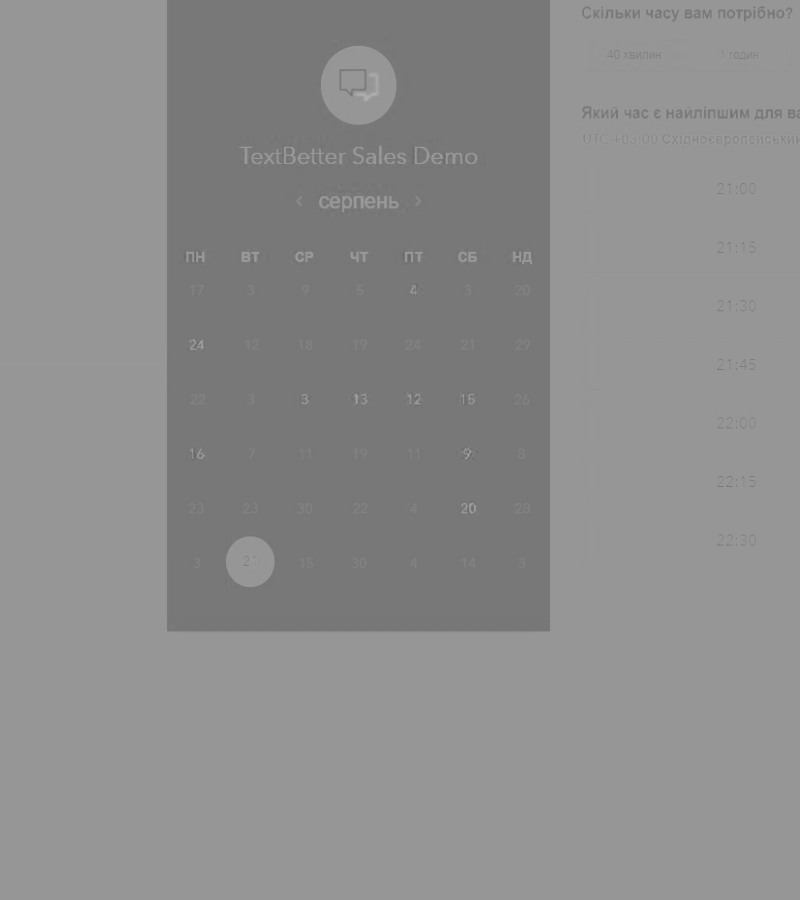 TextBetter Sales Demo
‹ серпень ›
ПН ВТ СР ЧТ ПТ СБ НД
17 3 9 5 4 3 20
24 12 18 19 24 21 29
22 3 3 13 12 15 26
16 7 11 19 11 9 8
23 23 30 22 4 20 28
3 21 15 30 4 14 3
Скільки часу вам потрібно?
40 хвилин 1 годин
Який час є найліпшим для ва
UTC +03:00 Східноєвропейський
21:00
21:15
21:30
21:45
22:00
22:15
22:30